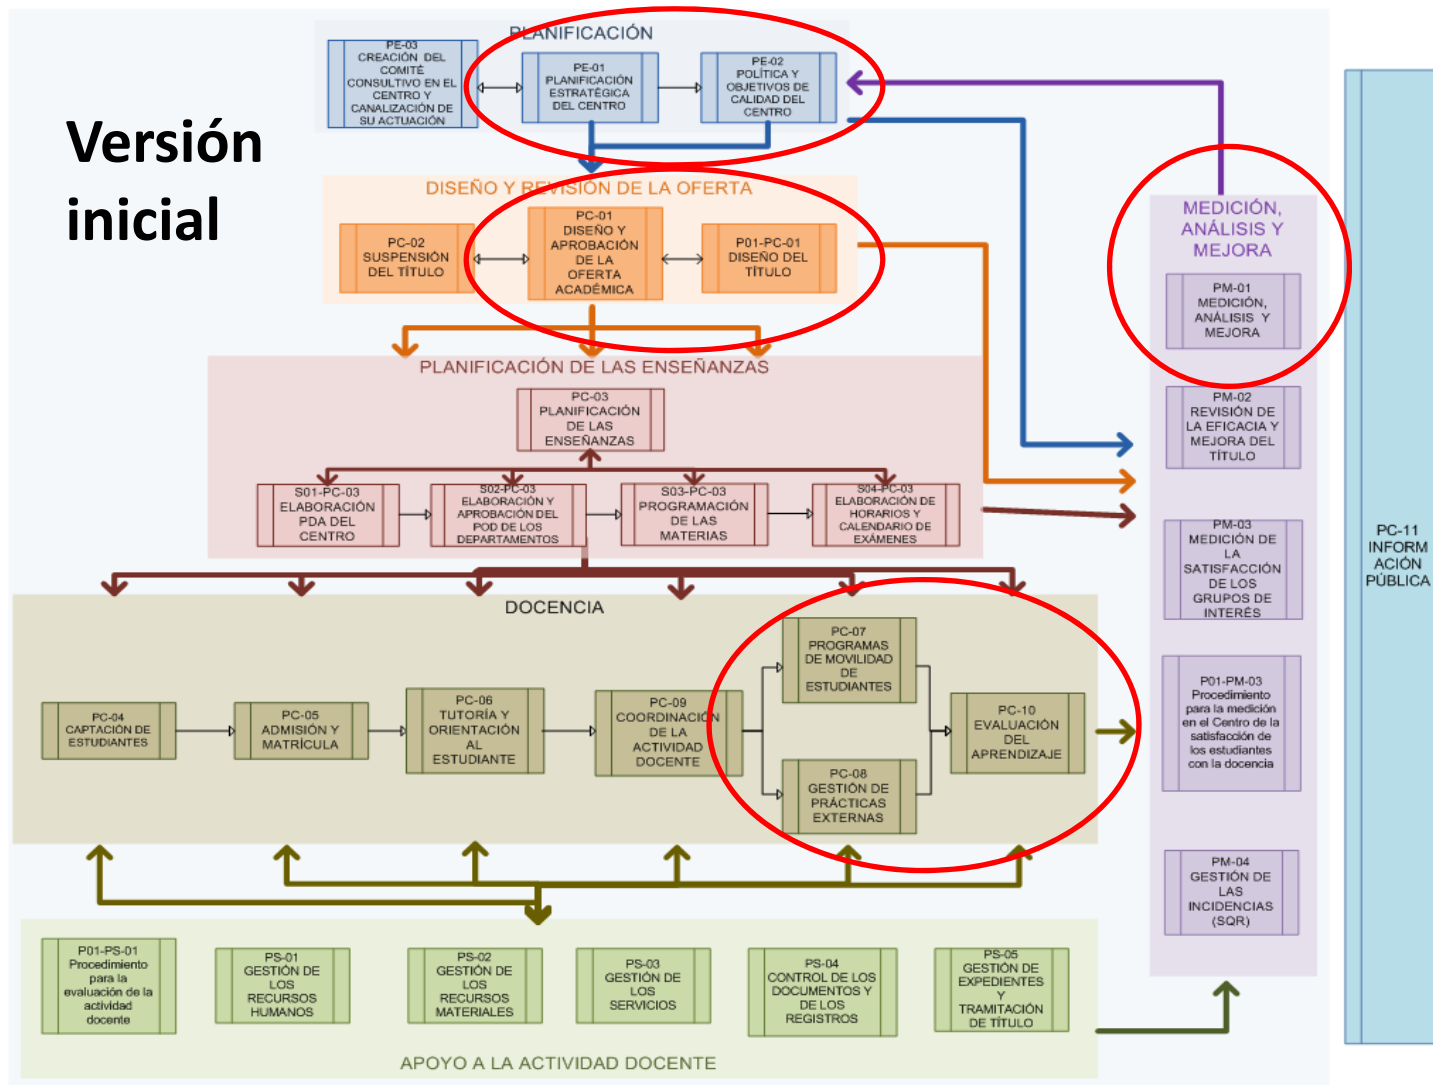 Versión
inicial
PLANIFICACIÓN
PE-03
CREACIÓN DEL
COMITÉ
CONSULTIVO EN EL
CENTRO Y
CANALIZACIÓN DE
SU ACTUACIÓN
PE-01
PLANIFICACIÓN
ESTRATÉGICA
DEL CENTRO
PE-02
POLÍTICA Y
OBJETIVOS DE
CALIDAD DEL
CENTRO
DISEÑO Y REVISIÓN DE LA OFERTA
PC-02
SUSPENSIÓN
DEL TÍTULO
PC-01
DISEÑO Y
APROBACIÓN
DE LA
OFERTA
ACADÉMICA
P01-PC-01
DISEÑO DEL
TÍTULO
PLANIFICACIÓN DE LAS ENSEÑANZAS
PC-03
PLANIFICACIÓN
DE LAS
ENSEÑANZAS
S01-PC-03
ELABORACIÓN
PDA DEL
CENTRO
S02-PC-03
ELABORACIÓN Y
APROBACIÓN DEL
POD DE LOS
DEPARTAMENTOS
S03-PC-03
PROGRAMACIÓN
DE LAS
MATERIAS
S04-PC-03
ELABORACIÓN DE
HORARIOS Y
CALENDARIO DE
EXÁMENES
DOCENCIA
PC-04
CAPTACIÓN DE
ESTUDIANTES
PC-05
ADMISIÓN Y
MATRÍCULA
PC-06
TUTORÍA Y
ORIENTACIÓN
AL
ESTUDIANTE
PC-09
COORDINACIÓN
DE LA
ACTIVIDAD
DOCENTE
PC-07
PROGRAMAS
DE MOVILIDAD
DE
ESTUDIANTES
PC-08
GESTIÓN DE
PRÁCTICAS
EXTERNAS
PC-10
EVALUACIÓN
DEL
APRENDIZAJE
P01-PS-01
Procedimiento
para la
evaluación de la
actividad
docente
PS-01
GESTIÓN DE
LOS
RECURSOS
HUMANOS
PS-02
GESTIÓN DE
LOS
RECURSOS
MATERIALES
PS-03
GESTIÓN DE
LOS
SERVICIOS
PS-04
CONTROL DE LOS
DOCUMENTOS Y
DE LOS
REGISTROS
PS-05
GESTIÓN DE
EXPEDIENTES
Y
TRAMITACIÓN
DE TÍTULO
APOYO A LA ACTIVIDAD DOCENTE
MEDICIÓN,
ANÁLISIS Y
MEJORA
PM-01
MEDICIÓN,
ANÁLISIS Y
MEJORA
PM-02
REVISIÓN DE
LA EFICACIA Y
MEJORA DEL
TÍTULO
PM-03
MEDICIÓN DE
LA
SATISFACCIÓN
DE LOS
GRUPOS DE
INTERÉS
P01-PM-03
Procedimiento
para la medición
en el Centro de la
satisfacción de
los estudiantes
con la docencia
PM-04
GESTIÓN DE
LAS
INCIDENCIAS
(SQR)
PC-11
INFORM
ACIÓN
PÚBLICA